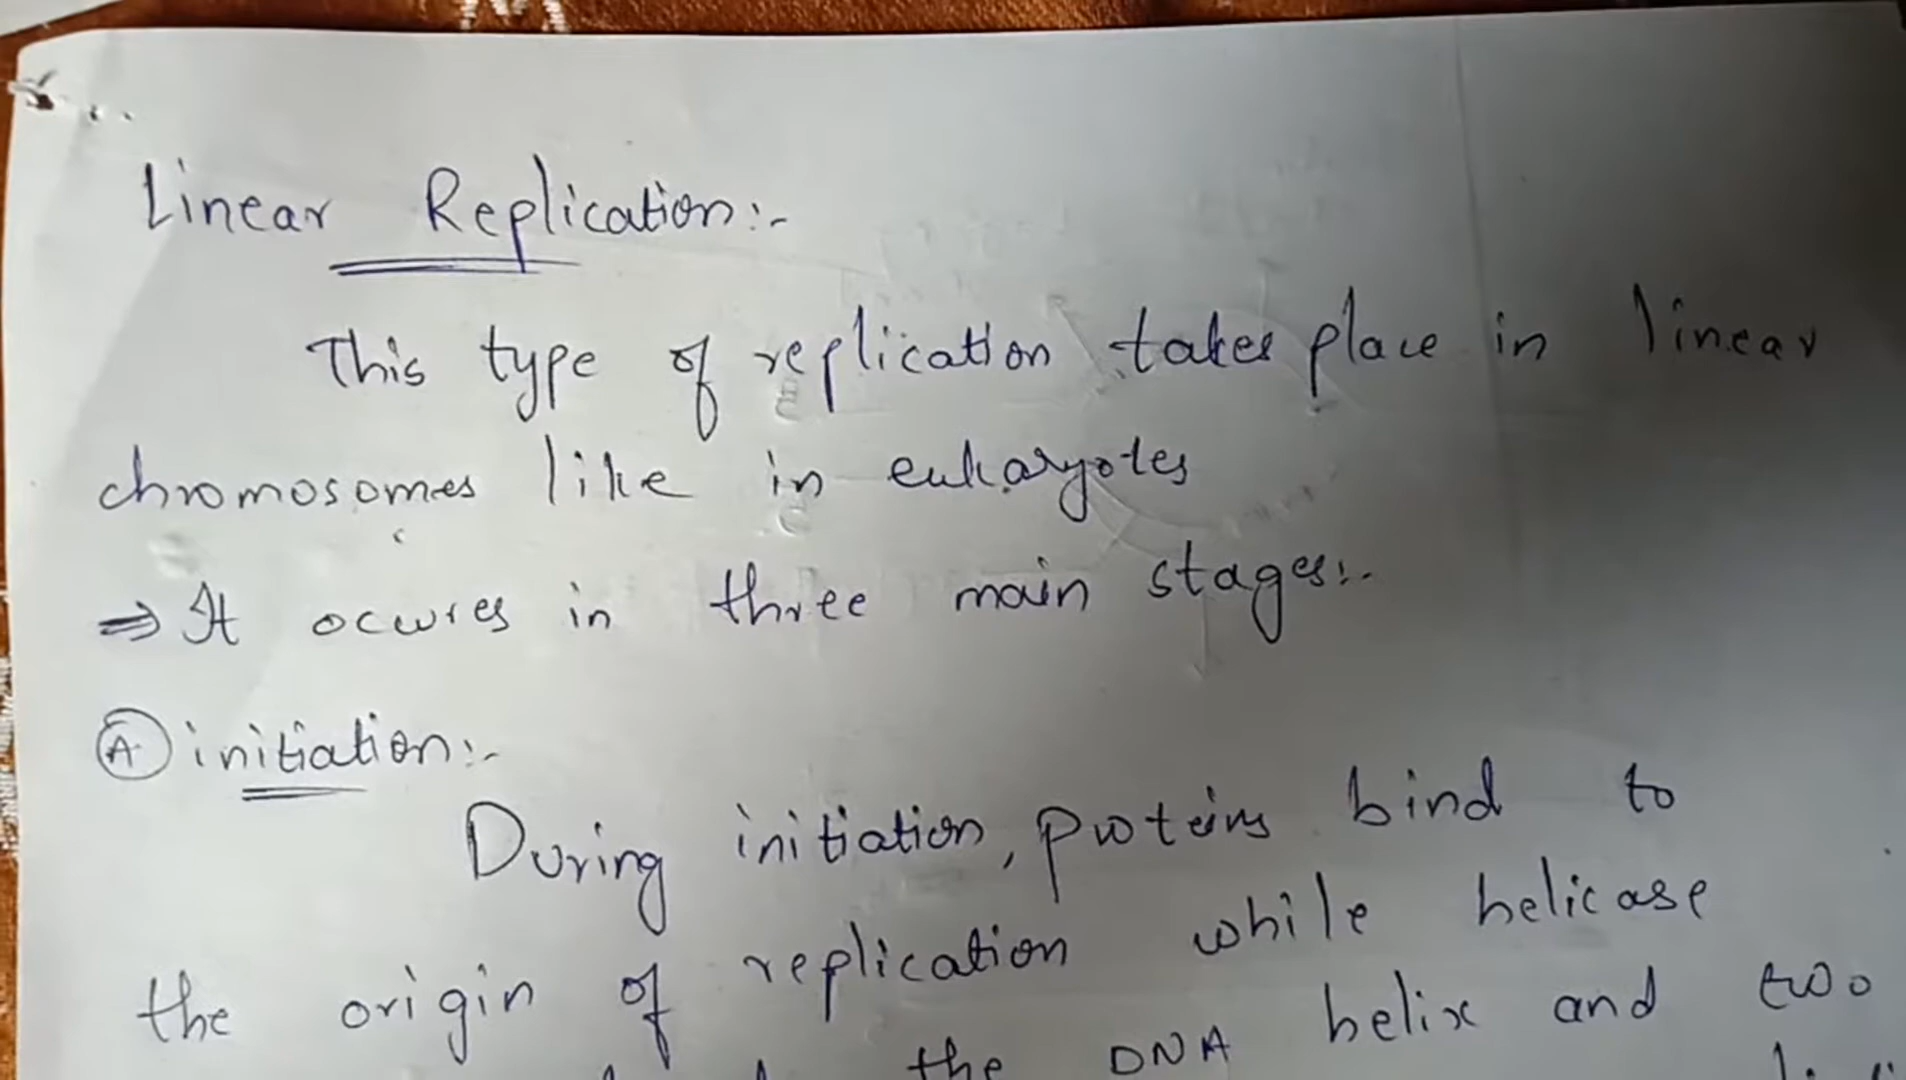 Linear Replication:-
This type of replication takes place in linear
chromosomes like in eukaryotes
⇒ It occures in three main stages:-
Ⓐ initiation:-
During initiation, proteins bind to
the origin of replication while helicase
the DNA helix and two